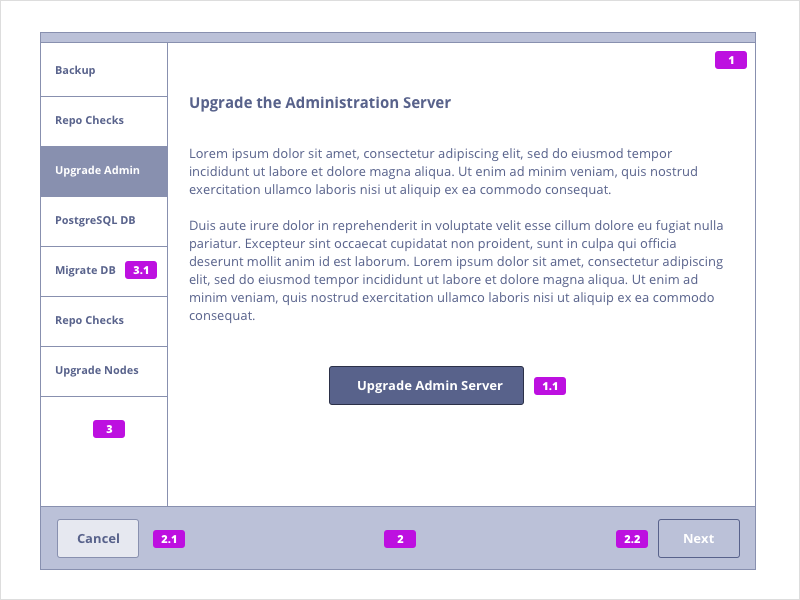 Backup
Repo Checks
Upgrade Admin
PostgreSQL DB
Migrate DB 3.1
Repo Checks
Upgrade Nodes
3
1
Upgrade the Administration Server
Lorem ipsum dolor sit amet, consectetur adipiscing elit, sed do eiusmod tempor
incididunt ut labore et dolore magna aliqua. Ut enim ad minim veniam, quis nostrud
exercitation ullamco laboris nisi ut aliquip ex ea commodo consequat.
Duis aute irure dolor in reprehenderit in voluptate velit esse cillum dolore eu fugiat nulla
pariatur. Excepteur sint occaecat cupidatat non proident, sunt in culpa qui officia
deserunt mollit anim id est laborum. Lorem ipsum dolor sit amet, consectetur adipiscing
elit, sed do eiusmod tempor incididunt ut labore et dolore magna aliqua. Ut enim ad
minim veniam, quis nostrud exercitation ullamco laboris nisi ut aliquip ex ea commodo
consequat.
Upgrade Admin Server 1.1
Cancel 2.1 2 2.2 Next